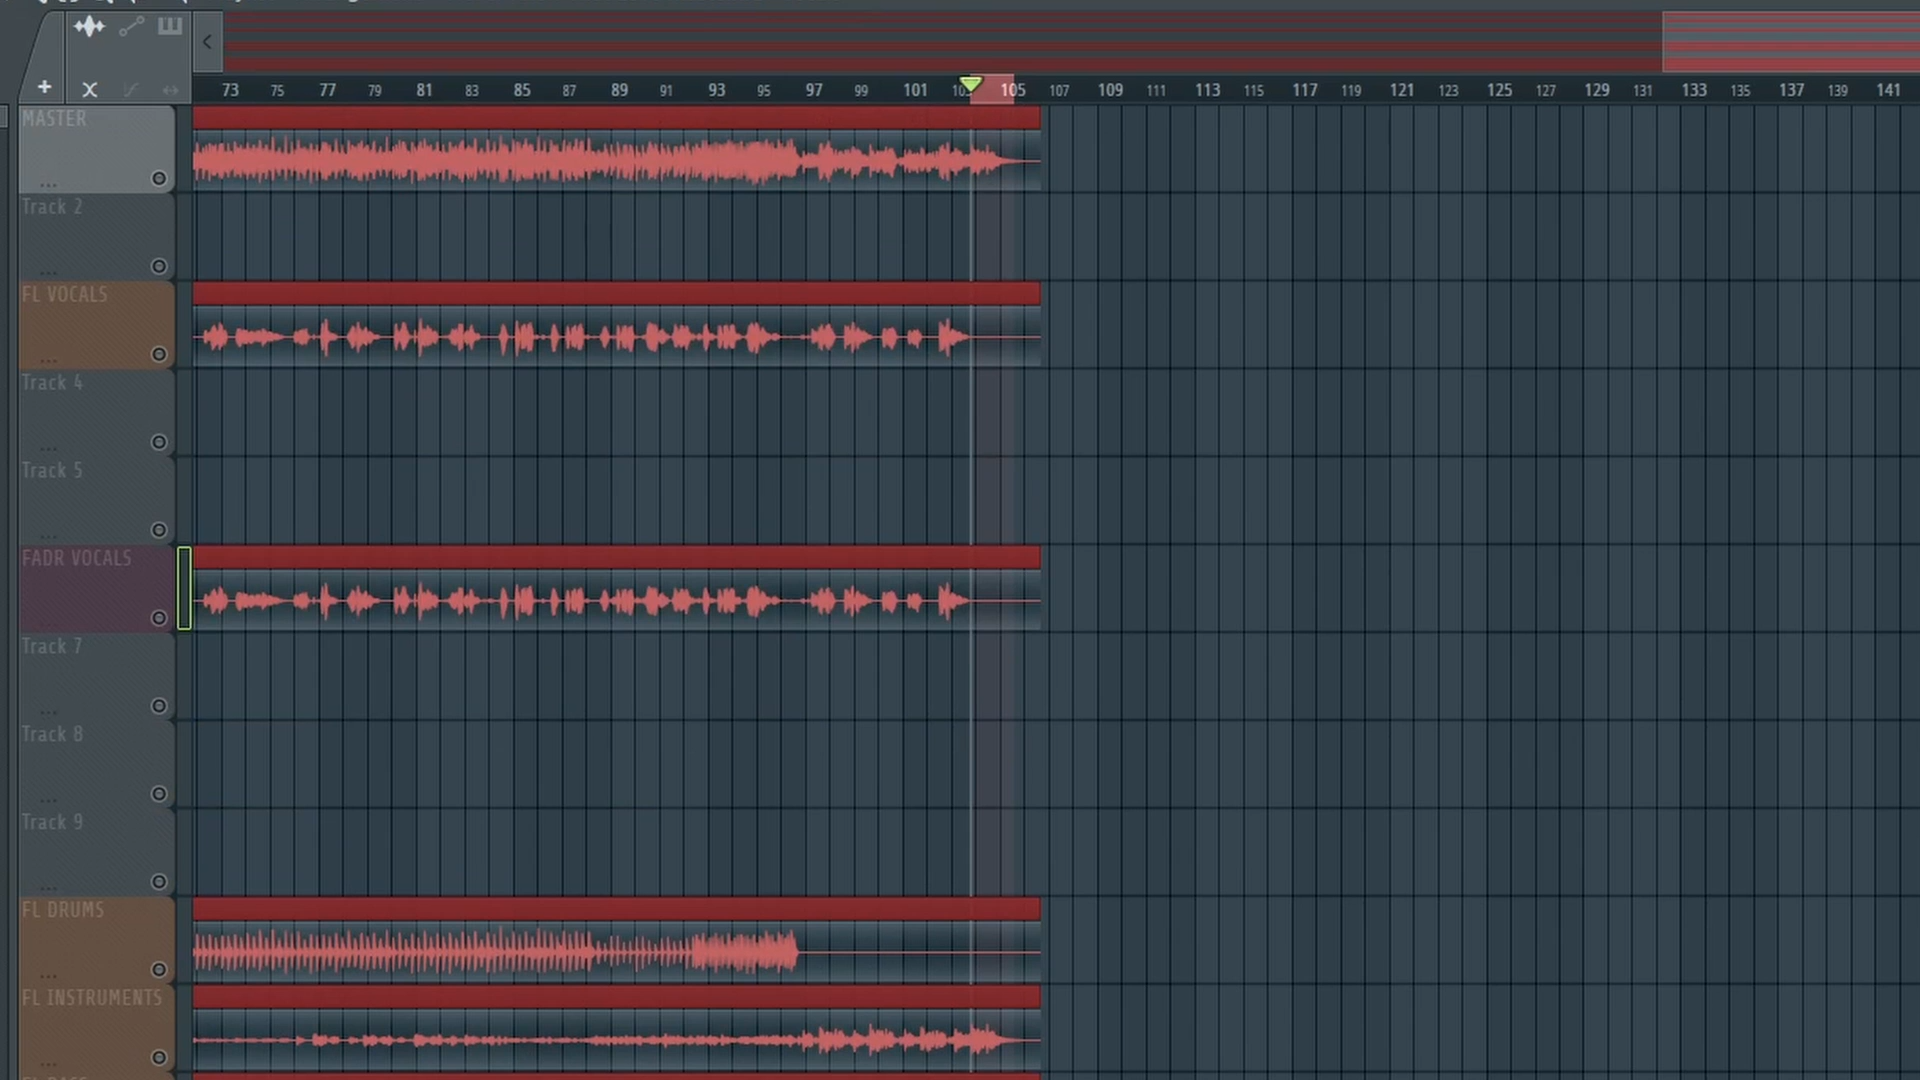 73 75 77 79 81 83 85 87 89 91 93 95 97 99 101 103 105 107 109 111 113 115 117 119 121 123 125 127 129 131 133 135 137 139 141
MASTER
Track 2
FL VOCALS
Track 4
Track 5
FADR VOCALS
Track 7
Track 8
Track 9
FL DRUMS
FL INSTRUMENTS